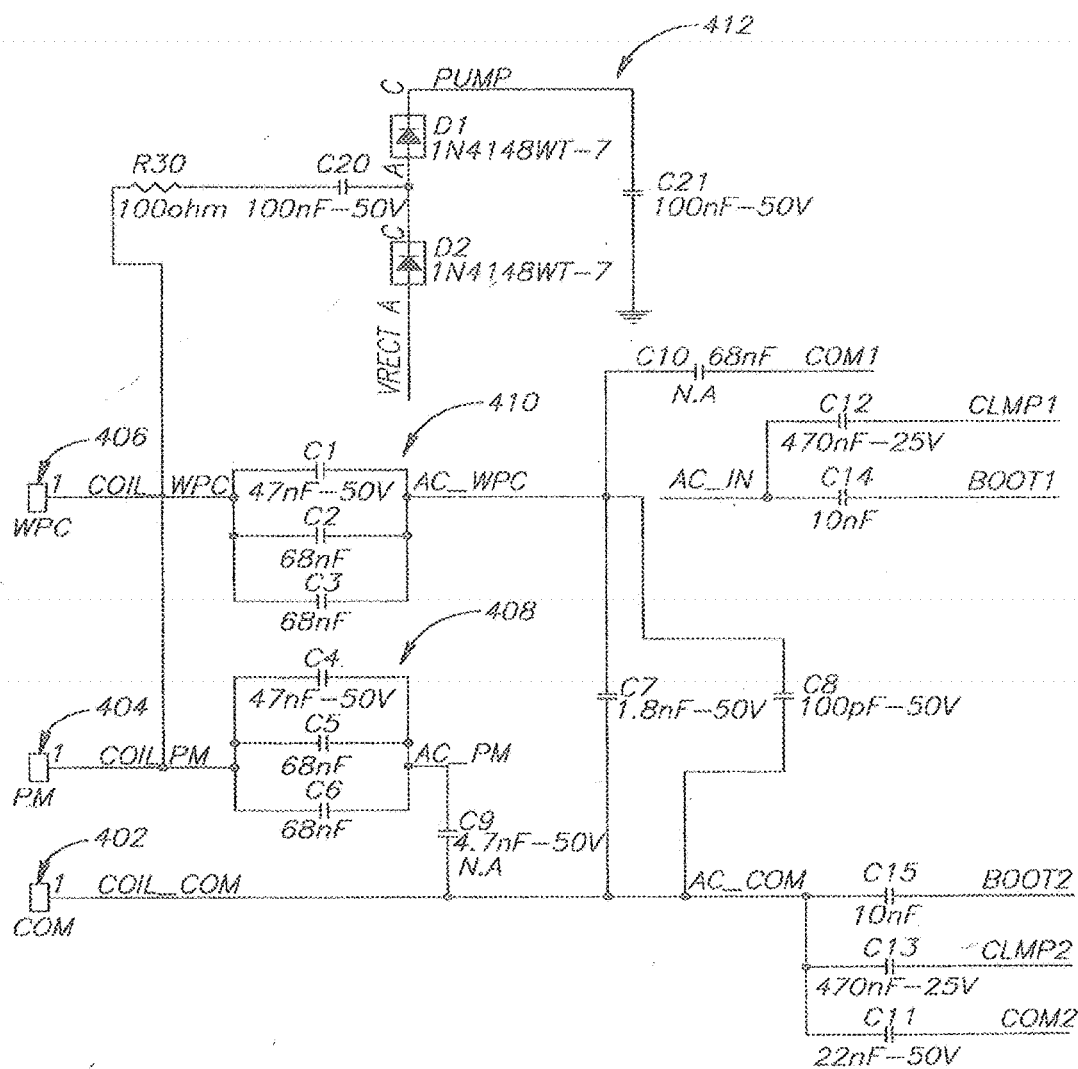 412
C PUMP
D1
1N4148WT-7
A
R30
100ohm
C20
100nF-50V
C21
100nF-50V
C
D2
1N4148WT-7
VRECT A
C10 68nF COM1
N.A
C12 CLMP1
470nF-25V
AC_IN
C14 BOOT1
10nF
410
406
1 COIL_WPC
WPC
C1
47nF-50V
AC_WPC
C2
68nF
C3
68nF
408
C4
47nF-50V
C5
68nF
C6
68nF
AC_PM
404
1 COIL_PM
PM
C7
1.8nF-50V
C8
100pF-50V
C9
4.7nF-50V
N.A
402
1 COIL_COM
COM
AC_COM
C15 BOOT2
10nF
C13 CLMP2
470nF-25V
C11 COM2
22nF-50V